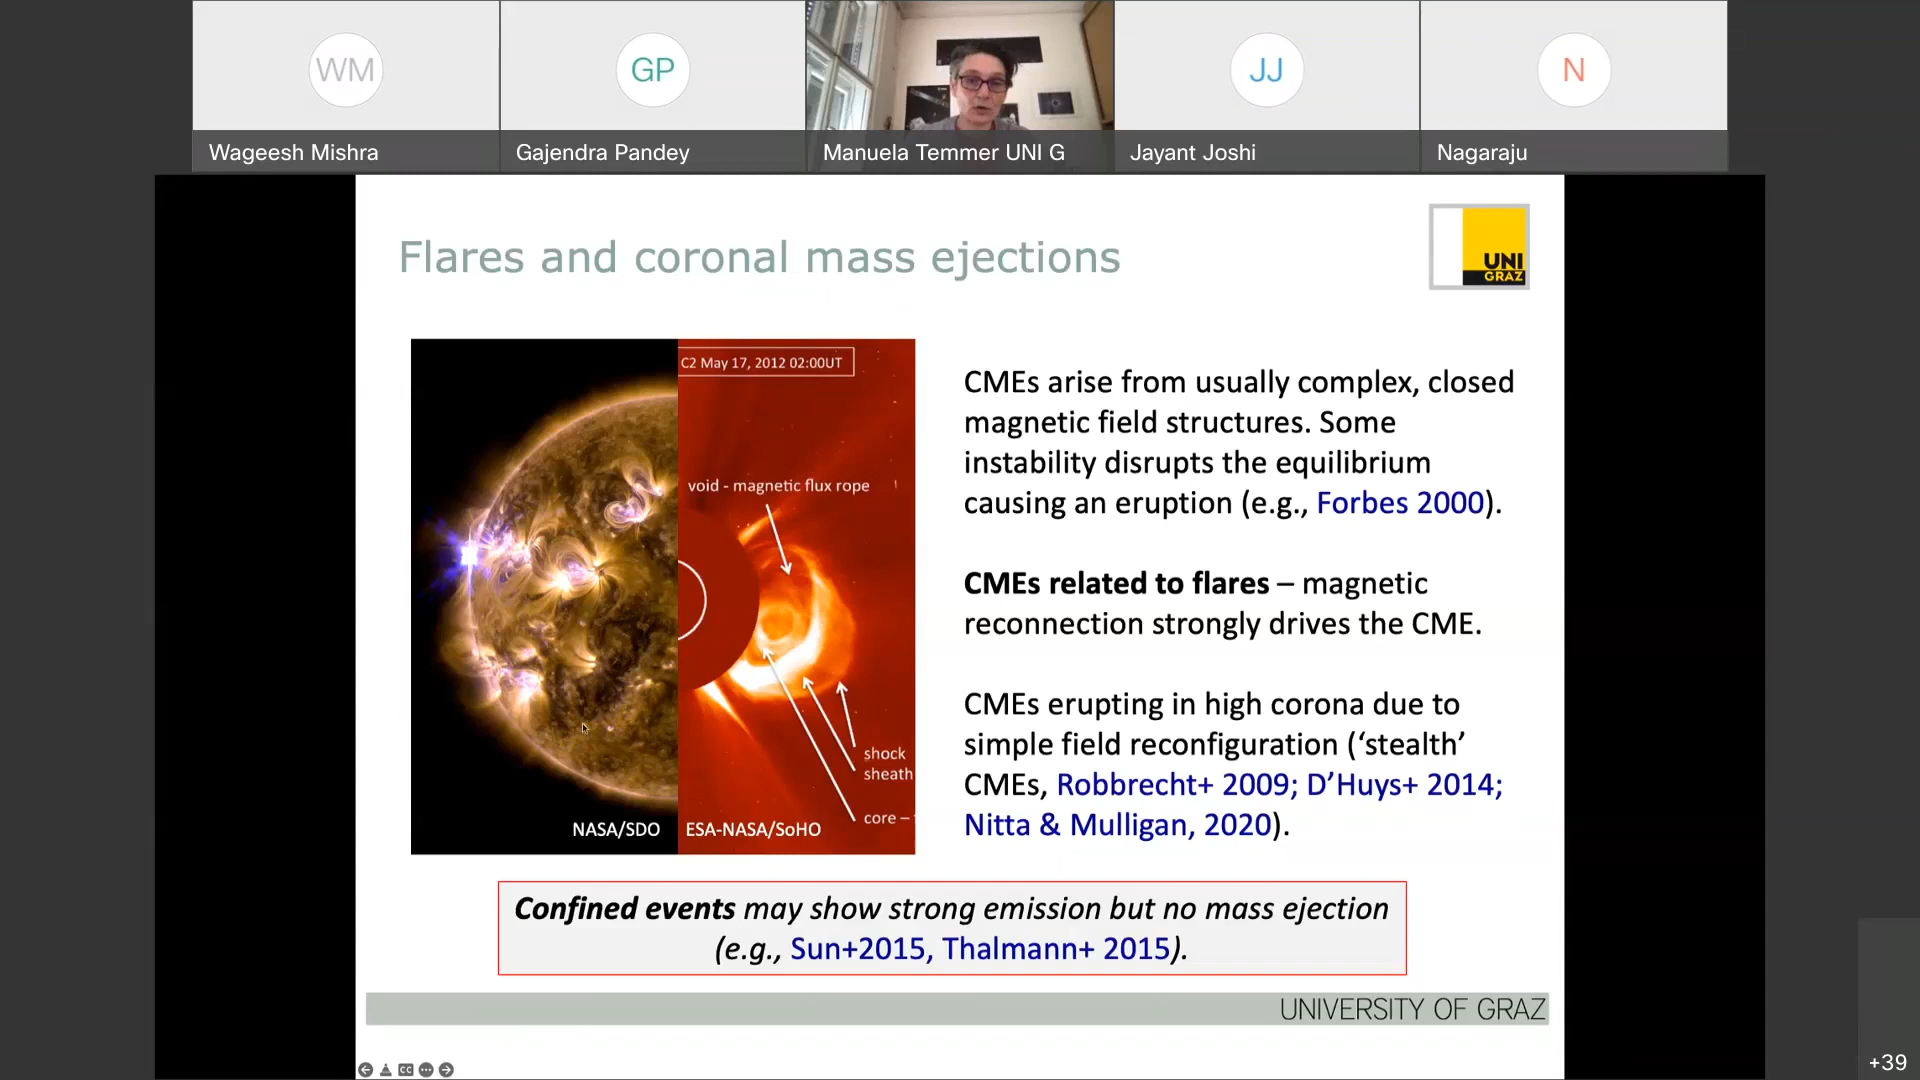 WM
GP
JJ
N
Wageesh Mishra
Gajendra Pandey
Manuela Temmer UNI G
Jayant Joshi
Nagaraju
Flares and coronal mass ejections
UNI
GRAZ
C2 May 17, 2012 02:00UT
void - magnetic flux rope
shock
sheath
core –
NASA/SDO
ESA-NASA/SoHO
CMEs arise from usually complex, closed
magnetic field structures. Some
instability disrupts the equilibrium
causing an eruption (e.g., Forbes 2000).
CMEs related to flares – magnetic
reconnection strongly drives the CME.
CMEs erupting in high corona due to
simple field reconfiguration (‘stealth’
CMEs, Robbrecht+ 2009; D’Huys+ 2014;
Nitta & Mulligan, 2020).
Confined events may show strong emission but no mass ejection
(e.g., Sun+2015, Thalmann+ 2015).
UNIVERSITY OF GRAZ
CC
+39